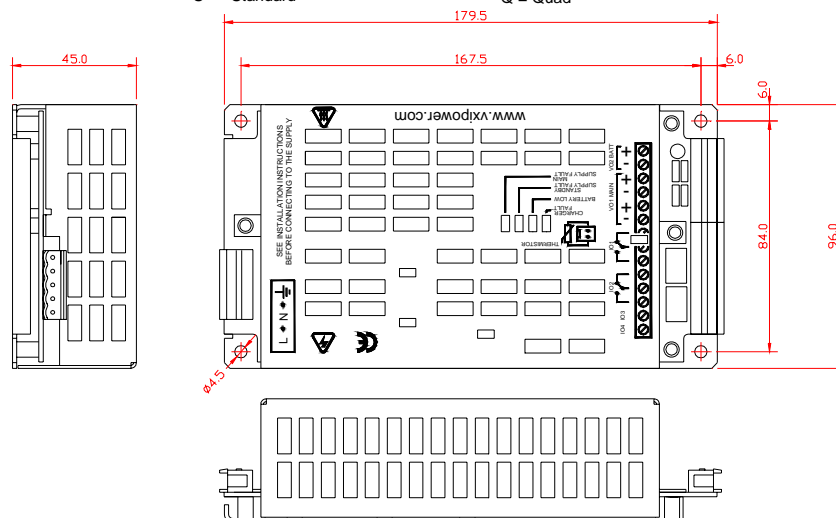 Standard
Q = Quad
179.5
45.0
167.5
6.0
6.0
www.vxipower.com
SEE INSTALLATION INSTRUCTIONS
BEFORE CONNECTING TO THE SUPPLY
MAIN
SUPPLY FAULT
STANDBY
SUPPLY FAULT
BATTERY LOW
CHARGER
FAULT
THERMISTOR
VO2 BATT
+
-
VO1 MAIN
+
-
+
-
IO1
IO2
IO3
IO4
L N
CE
84.0
96.0
ø4.5